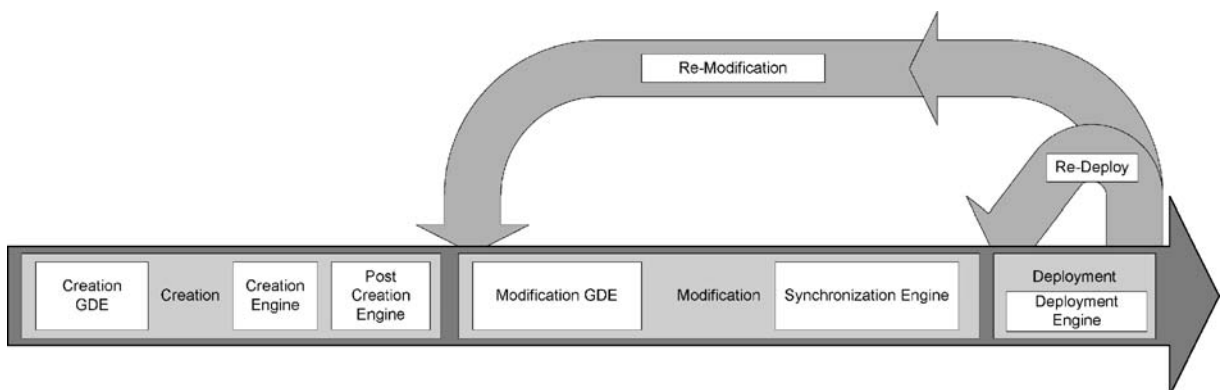 Re-Modification
Re-Deploy
Creation
GDE
Creation
Creation
Engine
Post
Creation
Engine
Modification GDE
Modification
Synchronization Engine
Deployment
Deployment
Engine